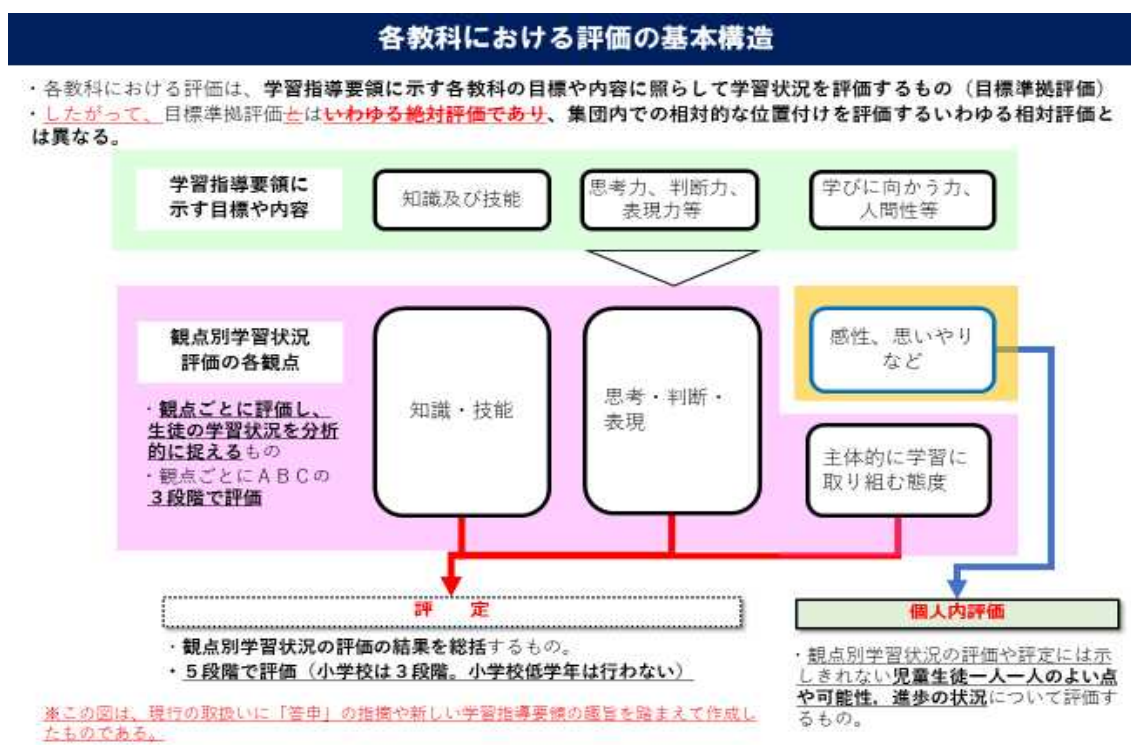 各教科における評価の基本構造
・各教科における評価は、学習指導要領に示す各教科の目標や内容に照らして学習状況を評価するもの（目標準拠評価）
・したがって、目標準拠評価とはいわゆる絶対評価であり、集団内での相対的な位置付けを評価するいわゆる相対評価と
は異なる。
学習指導要領に
示す目標や内容
知識及び技能
思考力、判断力、
表現力等
学びに向かう力、
人間性等
観点別学習状況
評価の各観点
・観点ごとに評価し、
生徒の学習状況を分析
的に捉えるもの
・観点ごとにＡＢＣの
３段階で評価
知識・技能
思考・判断・
表現
感性、思いやり
など
主体的に学習に
取り組む態度
評　定
・観点別学習状況の評価の結果を総括するもの。
・５段階で評価（小学校は３段階。小学校低学年は行わない）
個人内評価
・観点別学習状況の評価や評定には示
しきれない児童生徒一人一人のよい点
や可能性，進歩の状況について評価す
るもの。
※この図は、現行の取扱いに「答申」の指摘や新しい学習指導要領の趣旨を踏まえて作成し
たものである。